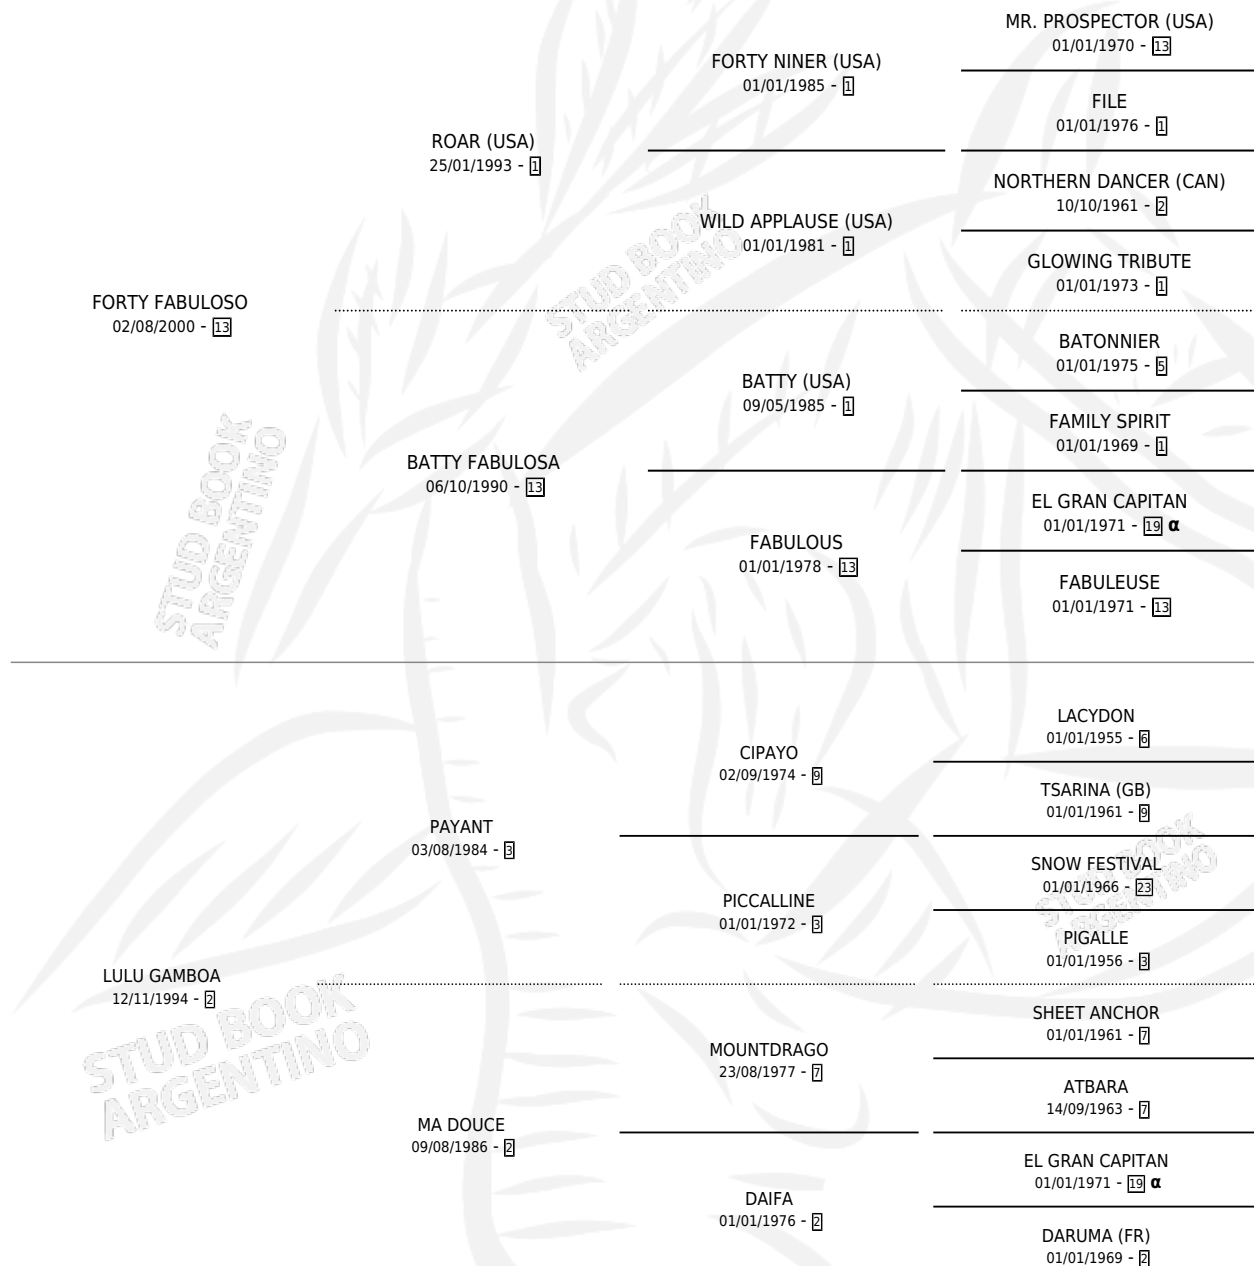 MR. PROSPECTOR (USA)
01/01/1970 - 13
FORTY NINER (USA)
01/01/1985 - 1
FILE
01/01/1976 - 1
ROAR (USA)
25/01/1993 - 1
NORTHERN DANCER (CAN)
10/10/1961 - 2
WILD APPLAUSE (USA)
01/01/1981 - 1
GLOWING TRIBUTE
01/01/1973 - 1
FORTY FABULOSO
02/08/2000 - 13
BATONNIER
01/01/1975 - 5
BATTY (USA)
09/05/1985 - 1
FAMILY SPIRIT
01/01/1969 - 1
BATTY FABULOSA
06/10/1990 - 13
EL GRAN CAPITAN
01/01/1971 - 19 α
FABULOUS
01/01/1978 - 13
FABULEUSE
01/01/1971 - 13
LACYDON
01/01/1955 - 6
CIPAYO
02/09/1974 - 9
TSARINA (GB)
01/01/1961 - 9
PAYANT
03/08/1984 - 3
SNOW FESTIVAL
01/01/1966 - 23
PICCALLINE
01/01/1972 - 3
PIGALLE
01/01/1956 - 3
LULU GAMBOA
12/11/1994 - 2
SHEET ANCHOR
01/01/1961 - 7
MOUNTDRAGO
23/08/1977 - 7
ATBARA
14/09/1963 - 7
MA DOUCE
09/08/1986 - 2
EL GRAN CAPITAN
01/01/1971 - 19 α
DAIFA
01/01/1976 - 2
DARUMA (FR)
01/01/1969 - 2
STUD BOOK
ARGENTINO
STUD BOOK
ARGENTINO
STUD BOOK
ARGENTINO
STUD BOOK
ARGENTINO